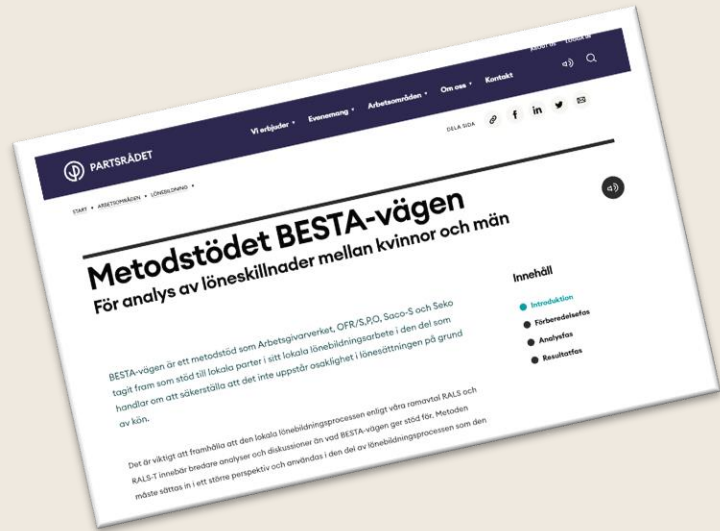 LOGGA IN
PARTSRÅDET
Vi erbjuder
Evenemang
Arbetsområden
Om oss
Kontakt
DELA SIDA
START • ARBETSOMRÅDEN • LÖNEBILDNING •
Metodstödet BESTA-vägen
För analys av löneskillnader mellan kvinnor och män
BESTA-vägen är ett metodstöd som Arbetsgivarverket, OFR/S,P,O, Saco-S och Seko
tagit fram som stöd till lokala parter i sitt lokala lönebildningsarbete i den del som
handlar om att säkerställa att det inte uppstår osaklighet i lönesättningen på grund
av kön.
Det är viktigt att framhålla att den lokala lönebildningsprocessen enligt våra ramavtal RALS och
RALS-T innebär bredare analyser och diskussioner än vad BESTA-vägen ger stöd för. Metoden
måste sättas in i ett större perspektiv och användas i den del av lönebildningsprocessen som den
Innehåll
Introduktion
Förberedelsefas
Analysfas
Resultatfas